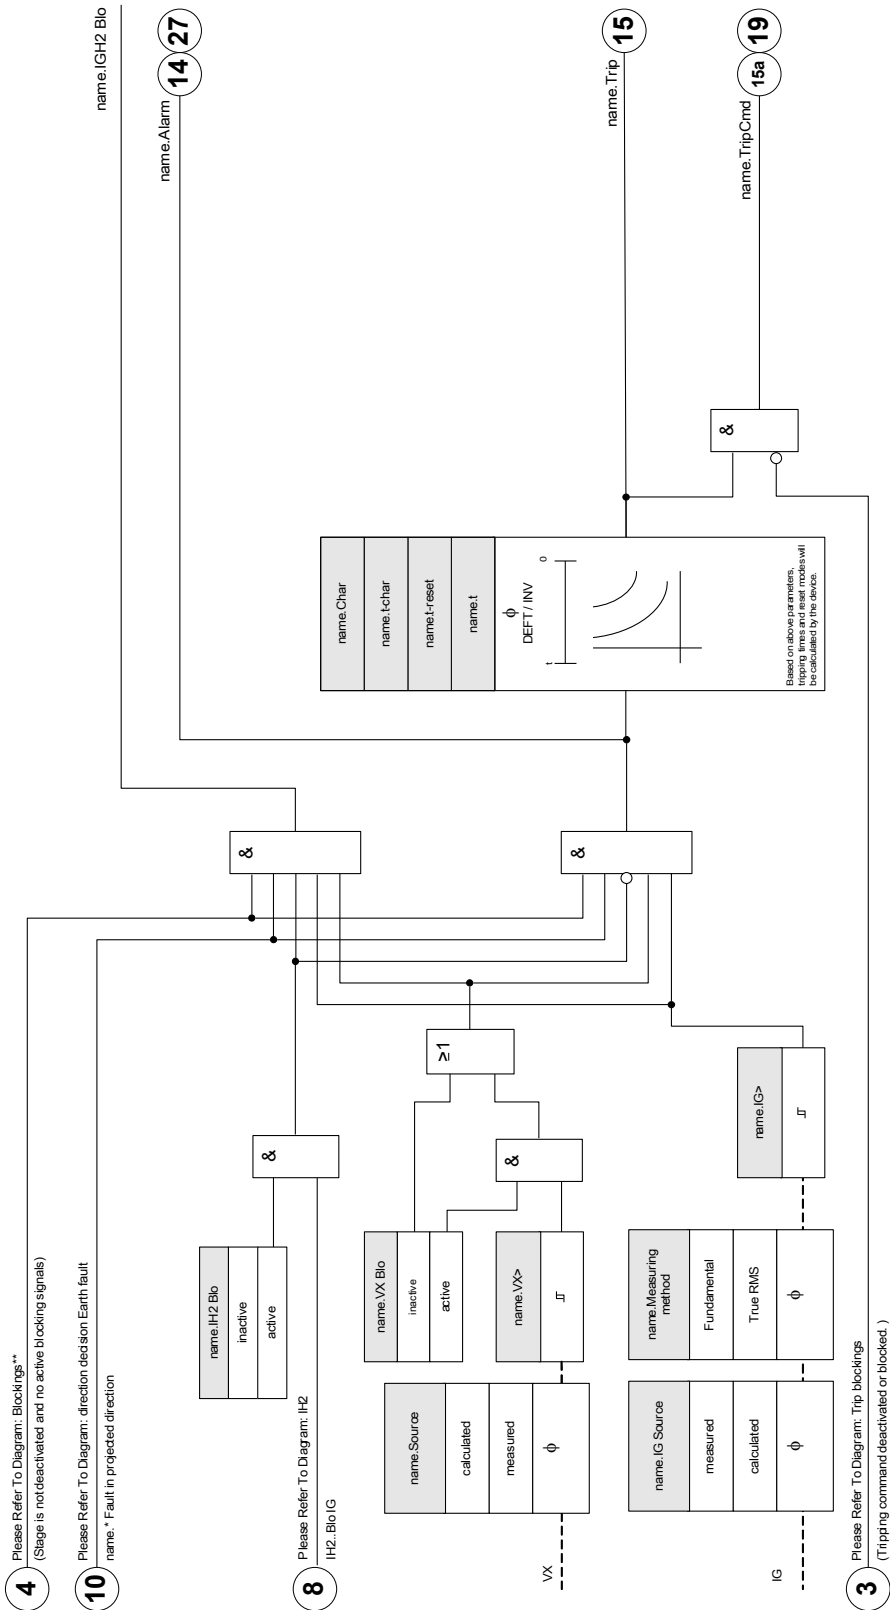 4
Please Refer To Diagram: Blockings**
(Stage is not deactivated and no active blocking signals)
10
Please Refer To Diagram: direction decision Earth fault
name.* Fault in projected direction
name.IH2 Blo
inactive
active
8
Please Refer To Diagram: IH2
IH2..Blo IG
name.VX Blo
inactive
active
name.Source
calculated
measured
ϕ
name.VX>
VX
name.Measuring
method
Fundamental
True RMS
ϕ
name.IG Source
measured
calculated
ϕ
name.IG>
IG
3
Please Refer To Diagram: Trip blockings
(Tripping command deactivated or blocked. )
&
&
≥1
&
&
name.Char
name.t-char
name.t-reset
name.t
ϕ
DEFT / INV
t
0
Based on above parameters,
tripping times and reset modes will
be calculated by the device.
&
name.IGH2 Blo
name.Alarm
14
27
name.Trip
15
name.TripCmd
15a
19